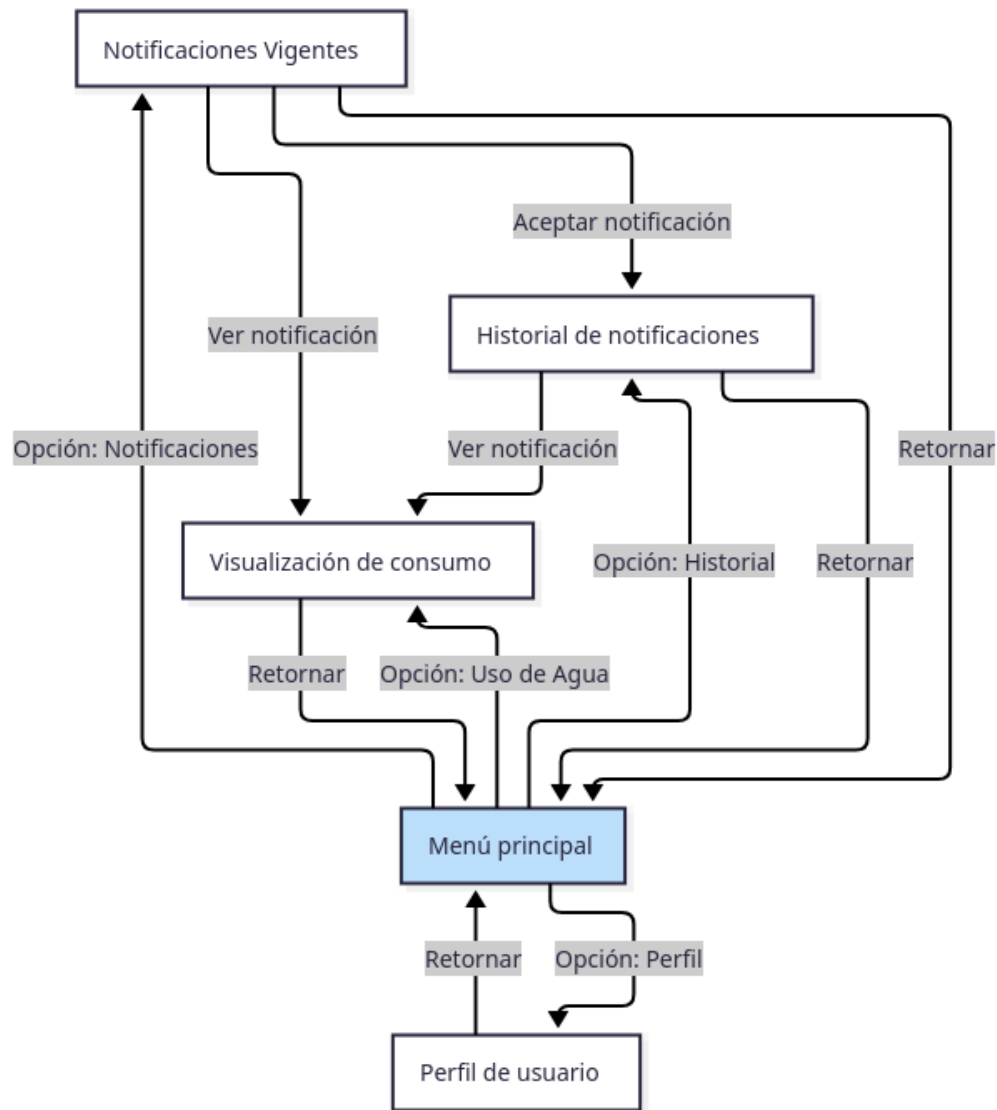 Notificaciones Vigentes
Aceptar notificación
Historial de notificaciones
Ver notificación
Opción: Notificaciones
Ver notificación
Retornar
Visualización de consumo
Opción: Historial
Retornar
Retornar
Opción: Uso de Agua
Menú principal
Retornar
Opción: Perfil
Perfil de usuario